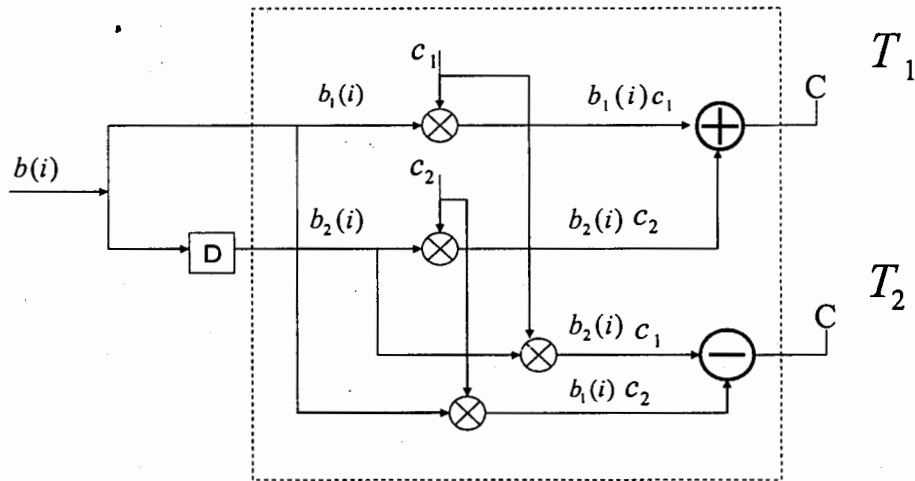 c₁
T₁
C
b₁(i)
b₁(i) c₁
b(i)
c₂
b₂(i)
b₂(i) c₂
D
T₂
C
b₂(i) c₁
b₁(i) c₂